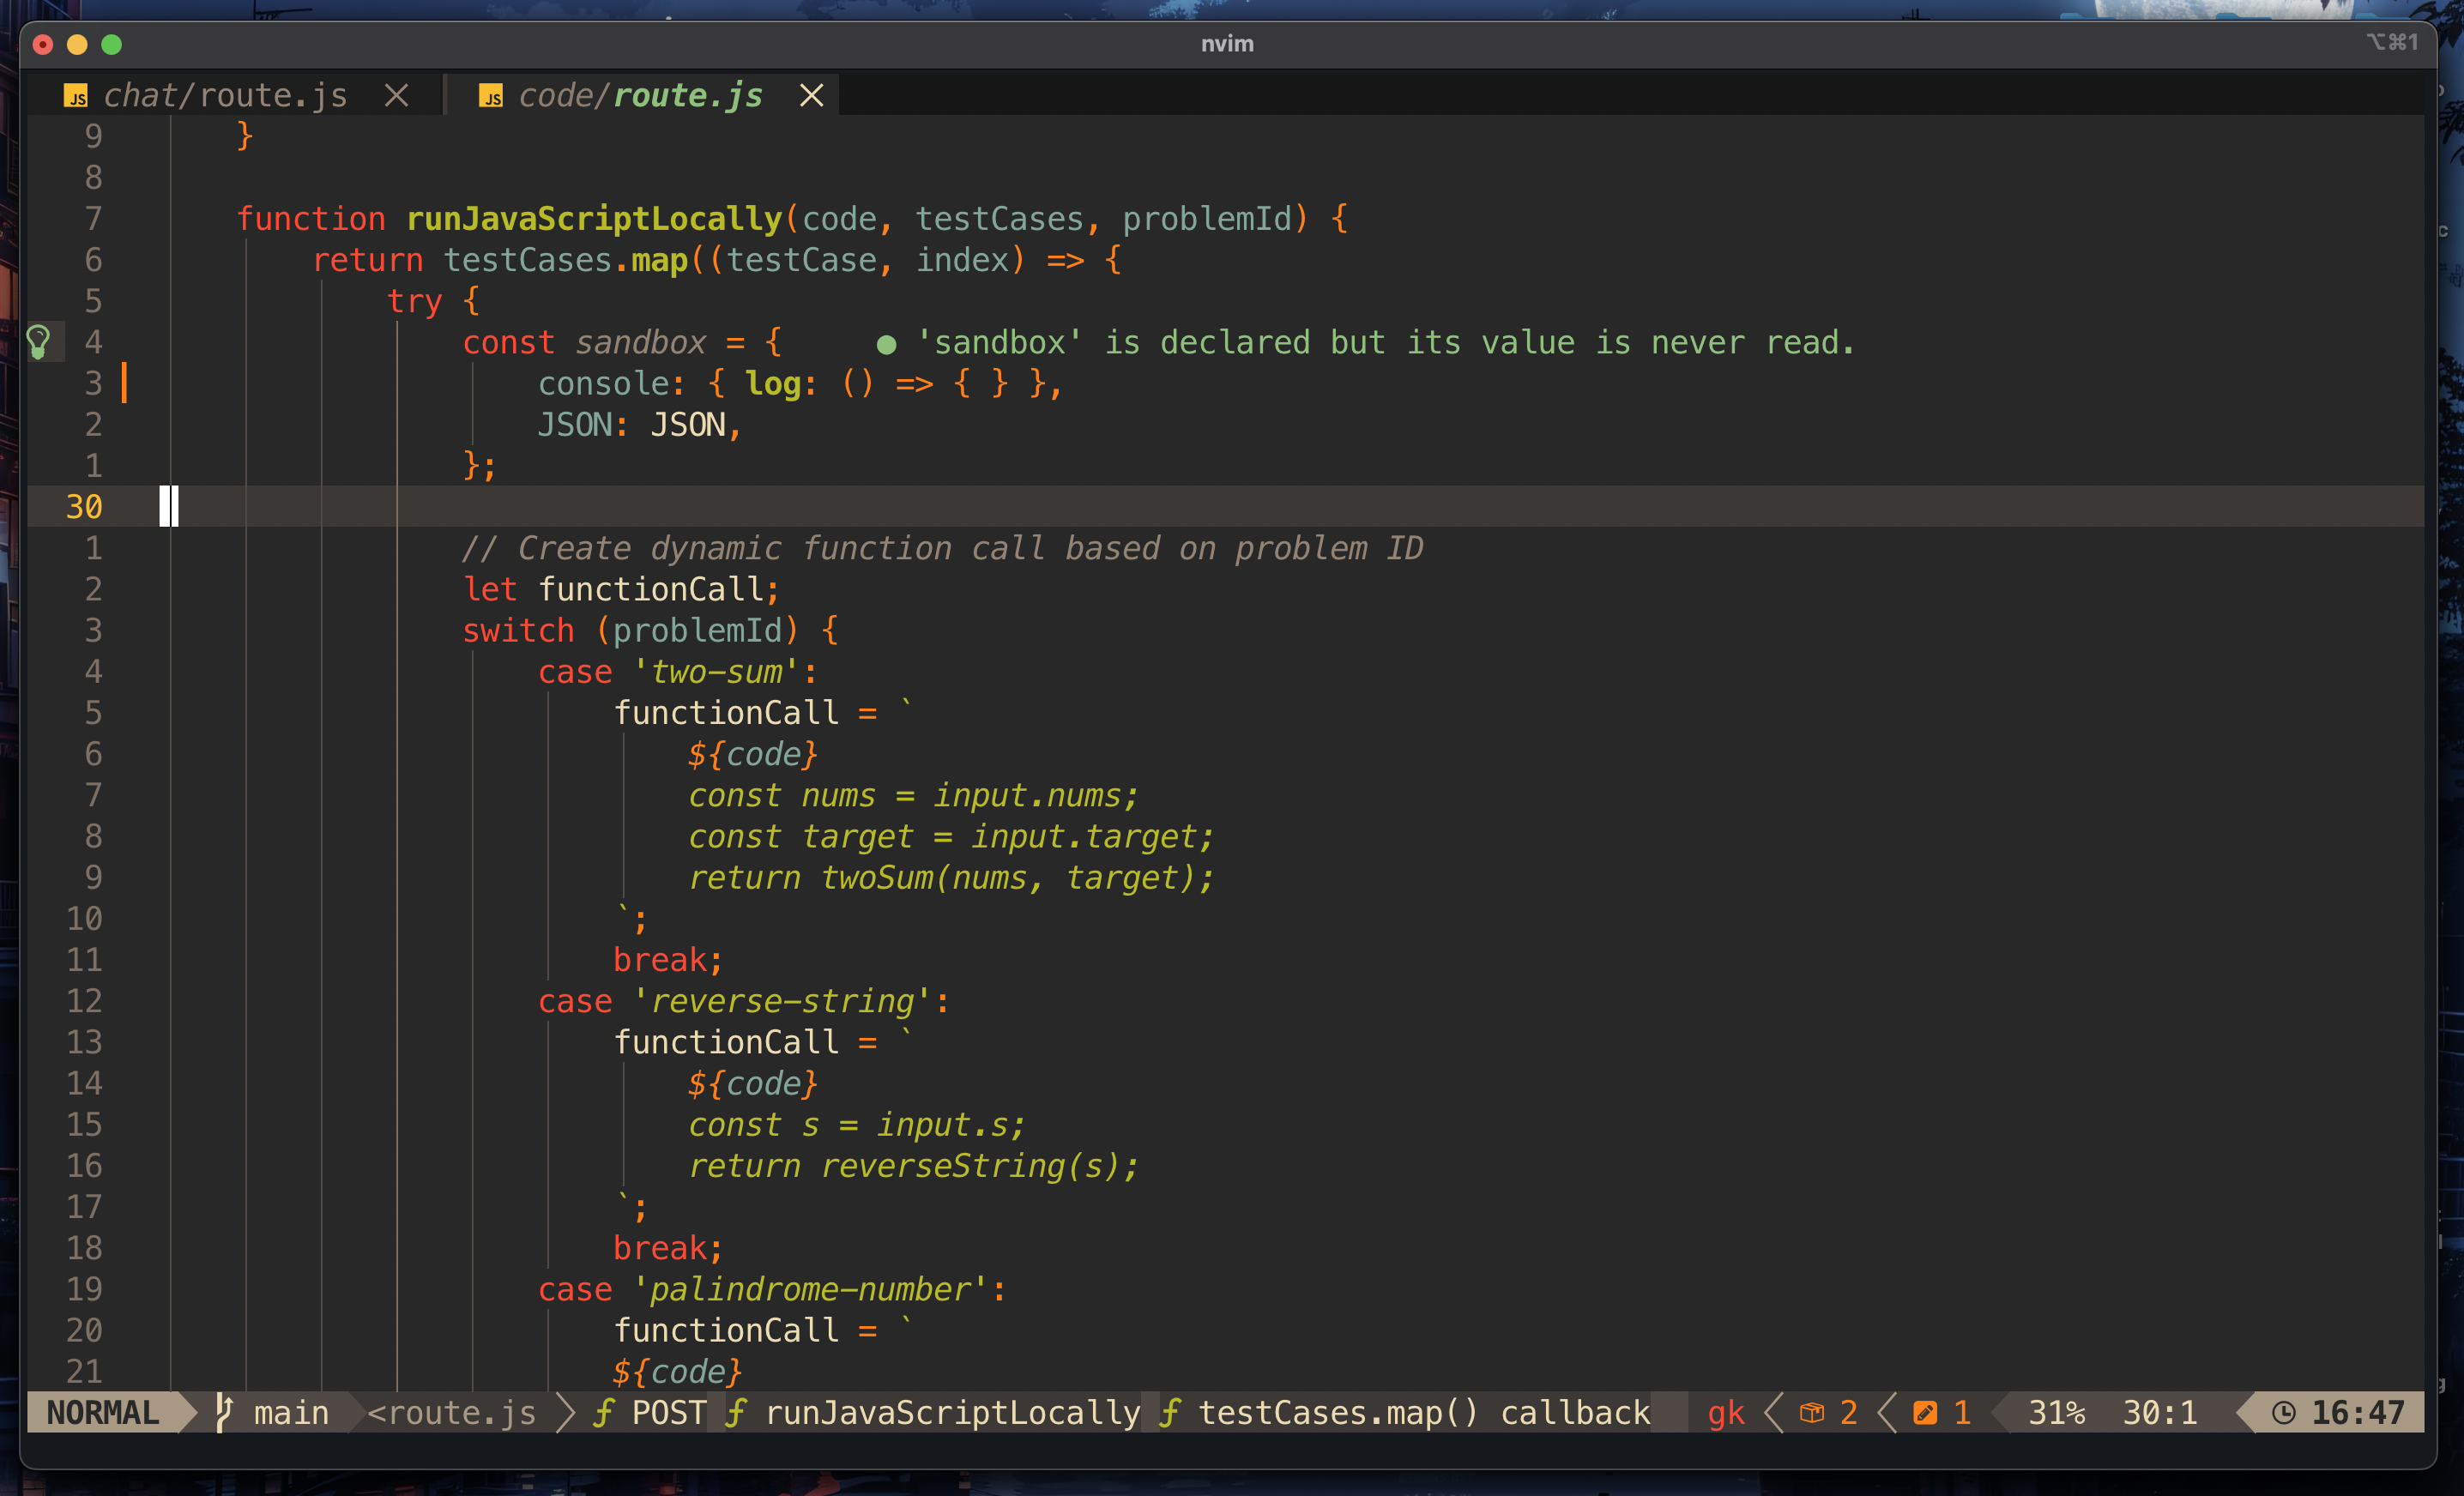 nvim
⌥⌘1
JS chat/route.js × JS code/route.js ×
9 }
8
7 function runJavaScriptLocally(code, testCases, problemId) {
6 return testCases.map((testCase, index) => {
5 try {
4 const sandbox = { ● 'sandbox' is declared but its value is never read.
3 console: { log: () => { } },
2 JSON: JSON,
1 };
30
1 // Create dynamic function call based on problem ID
2 let functionCall;
3 switch (problemId) {
4 case 'two-sum':
5 functionCall = `
6 ${code}
7 const nums = input.nums;
8 const target = input.target;
9 return twoSum(nums, target);
10 `;
11 break;
12 case 'reverse-string':
13 functionCall = `
14 ${code}
15 const s = input.s;
16 return reverseString(s);
17 `;
18 break;
19 case 'palindrome-number':
20 functionCall = `
21 ${code}
NORMAL main <route.js > ƒ POST ƒ runJavaScriptLocally ƒ testCases.map() callback gk < 2 < 1 31% 30:1 16:47